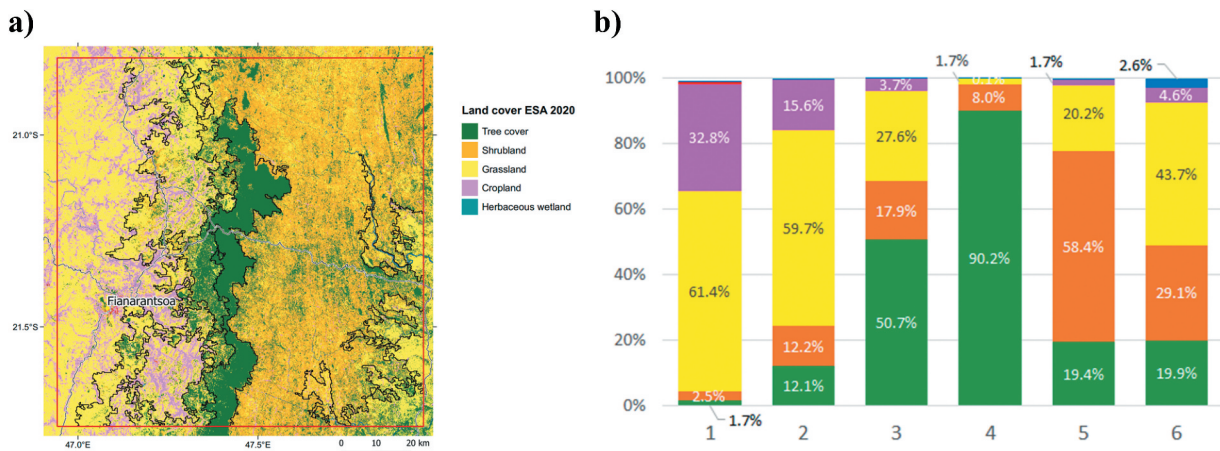 a)
21.0°S
21.5°S
Fianarantsoa
47.0°E
47.5°E
0 10 20 km
Land cover ESA 2020
Tree cover
Shrubland
Grassland
Cropland
Herbaceous wetland
b)
100%
80%
60%
40%
20%
0%
32.8%
61.4%
2.5%
1.7%
15.6%
59.7%
12.2%
12.1%
3.7%
27.6%
17.9%
50.7%
1.7%
0.1%
8.0%
90.2%
1.7%
20.2%
58.4%
19.4%
2.6%
4.6%
43.7%
29.1%
19.9%
1 2 3 4 5 6